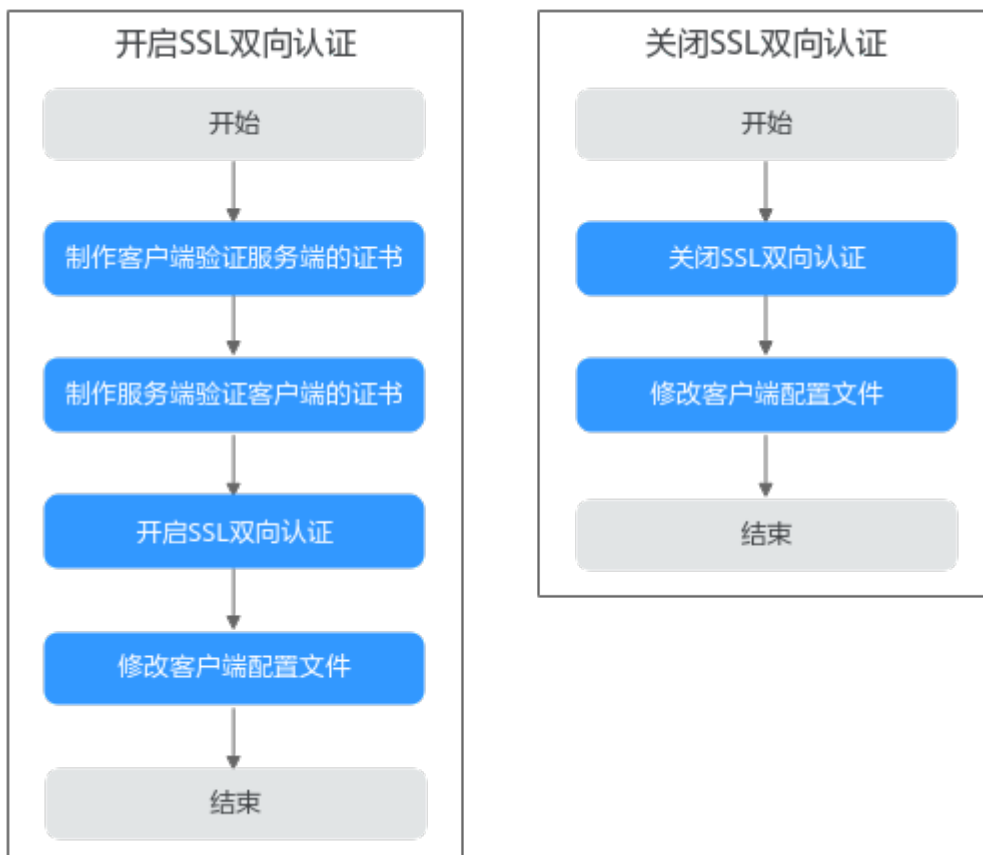 开启SSL双向认证
开始
制作客户端验证服务端的证书
制作服务端验证客户端的证书
开启SSL双向认证
修改客户端配置文件
结束
关闭SSL双向认证
开始
关闭SSL双向认证
修改客户端配置文件
结束